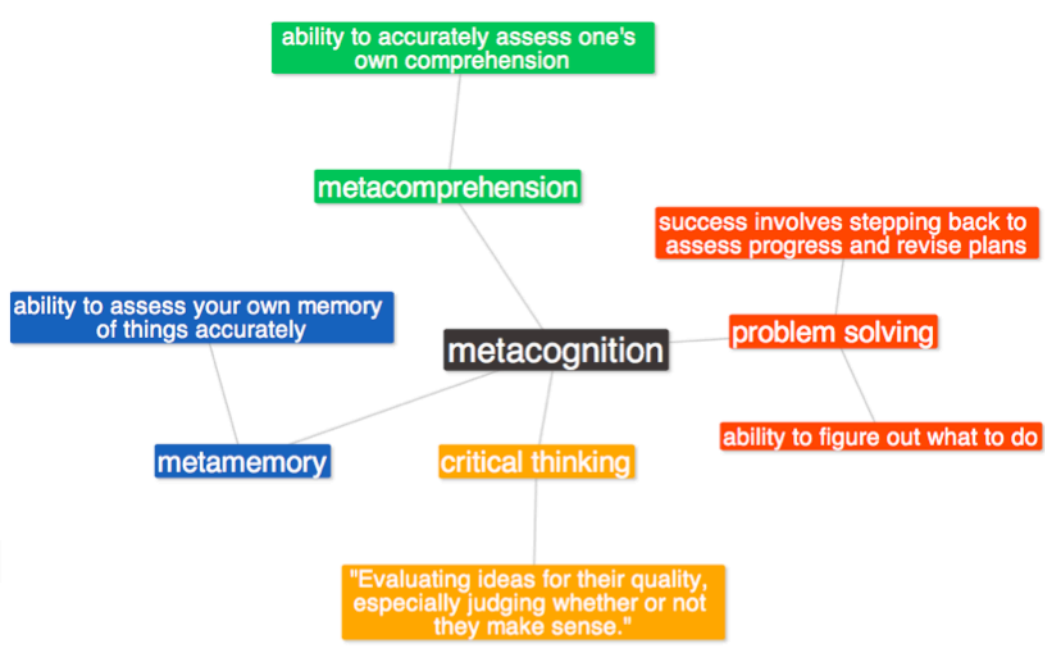 ability to accurately assess one's
own comprehension
metacomprehension
success involves stepping back to
assess progress and revise plans
ability to assess your own memory
of things accurately
metacognition
problem solving
ability to figure out what to do
metamemory
critical thinking
"Evaluating ideas for their quality,
especially judging whether or not
they make sense."